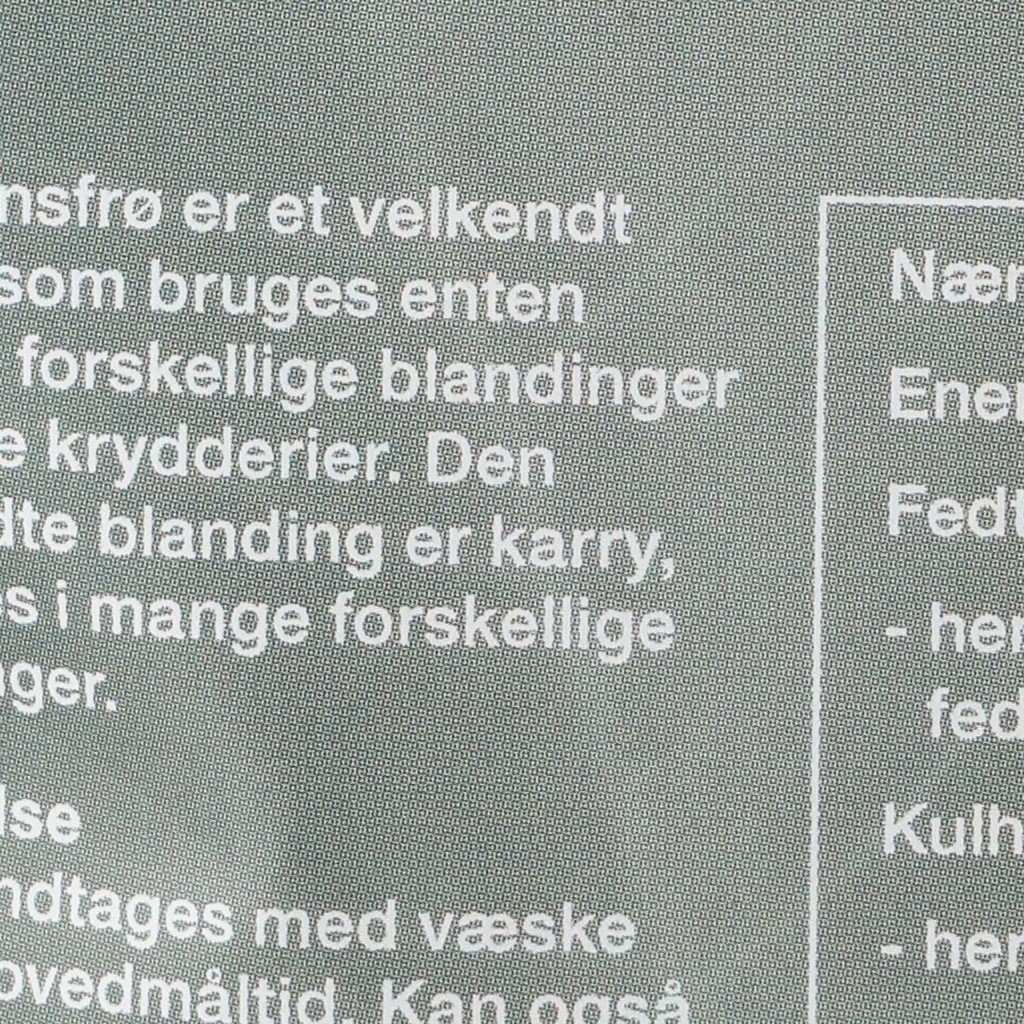 nsfrø er et velkendt
som bruges enten
forskellige blandinger
e krydderier. Den
dte blanding er karry,
s i mange forskellige
ger.
lse
ndtages med væske
ovedmåltid. Kan også
Nær
Ener
Fedt
- her
fed
Kulh
- her